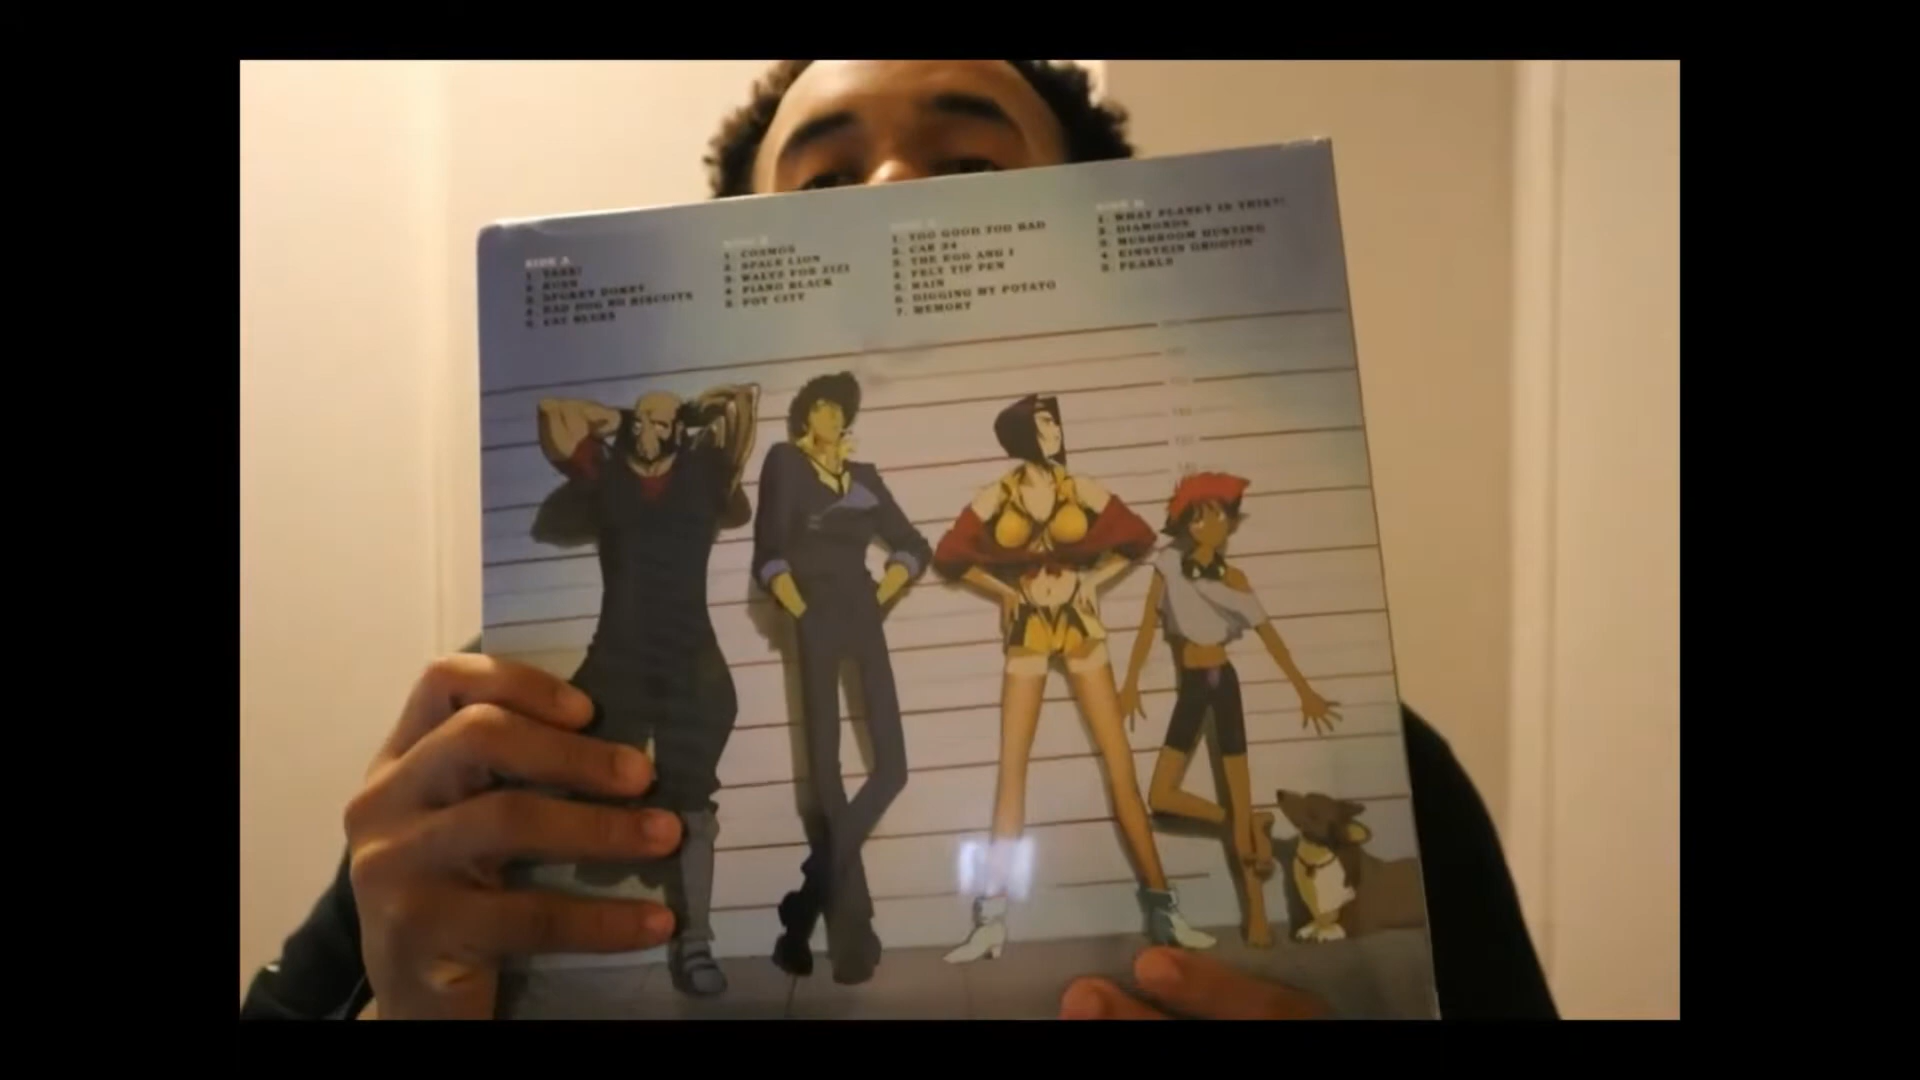 SIDE A
1. TANK!
2. RUSH
3. SPOKEY DOKEY
4. BAD DOG NO BISCUITS
5. CAT BLUES
1. COSMOS
2. SPACE LION
3. WALTZ FOR ZIZI
4. PIANO BLACK
5. POT CITY
1. TOO GOOD TOO BAD
2. CAR 24
3. THE EGG AND I
4. FELT TIP PEN
5. RAIN
6. DIGGING MY POTATO
7. MEMORY
1. WHAT PLANET IS THIS?!
2. DIAMONDS
3. MUSHROOM HUNTING
4. EINSTEIN GROOVIN'
5. PEARLS